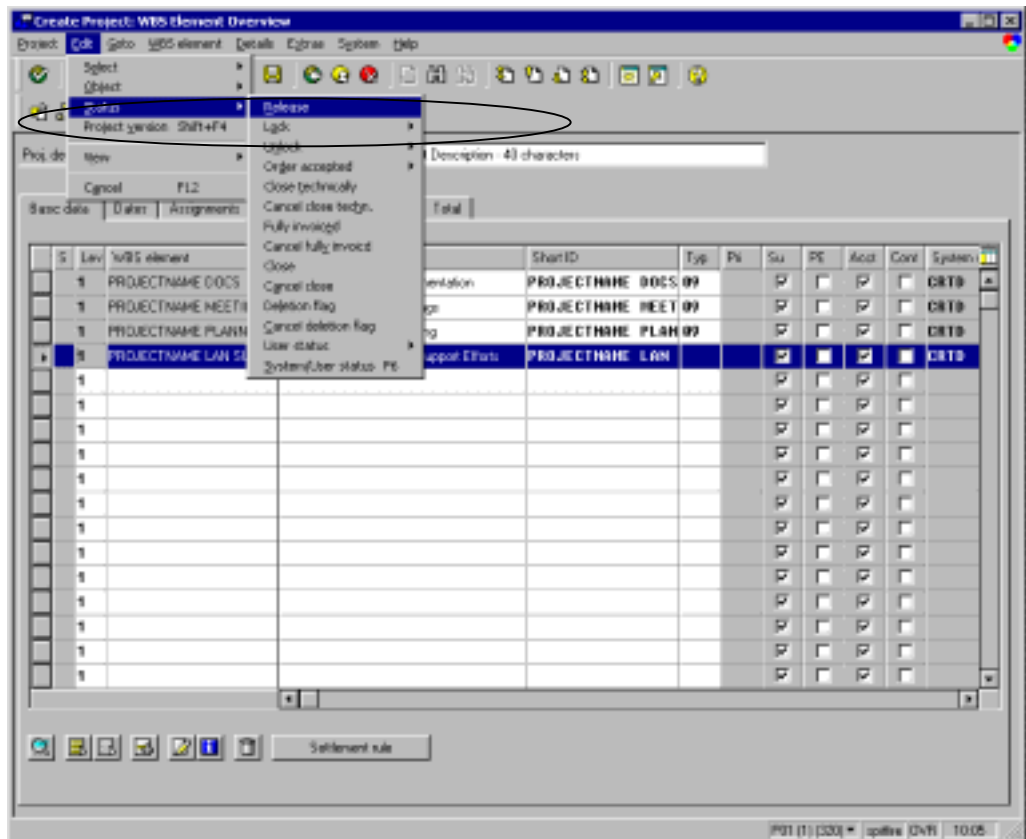 Create Project: WBS Element Overview
Project Edit Goto WBS element Details Extras System Help
Select
Object
Status
Project version Shift+F4
New
Cancel F12
Release
Lock
Unlock
Order accepted
Close technically
Cancel close techn.
Fully invoiced
Cancel fully invoicd
Close
Cancel close
Deletion flag
Cancel deletion flag
User status
System/User status F6
Proj. de
Description - 40 characters
Basic data Dates Assignments Total
S Lev WBS element Short ID Typ Su PE Acct System
1 PROJECTNAME DOCS entation PROJECTNAME DOCS 09 CRTD
1 PROJECTNAME MEETI gs PROJECTNAME MEET 09 CRTD
1 PROJECTNAME PLANN ng PROJECTNAME PLAN 09 CRTD
1 PROJECTNAME LAN SU upport Efforts PROJECTNAME LAN CRTD
1
1
1
1
1
1
1
1
1
1
1
1
1
Settlement rule
P01 (1) (320) spitfire OVR 10:05